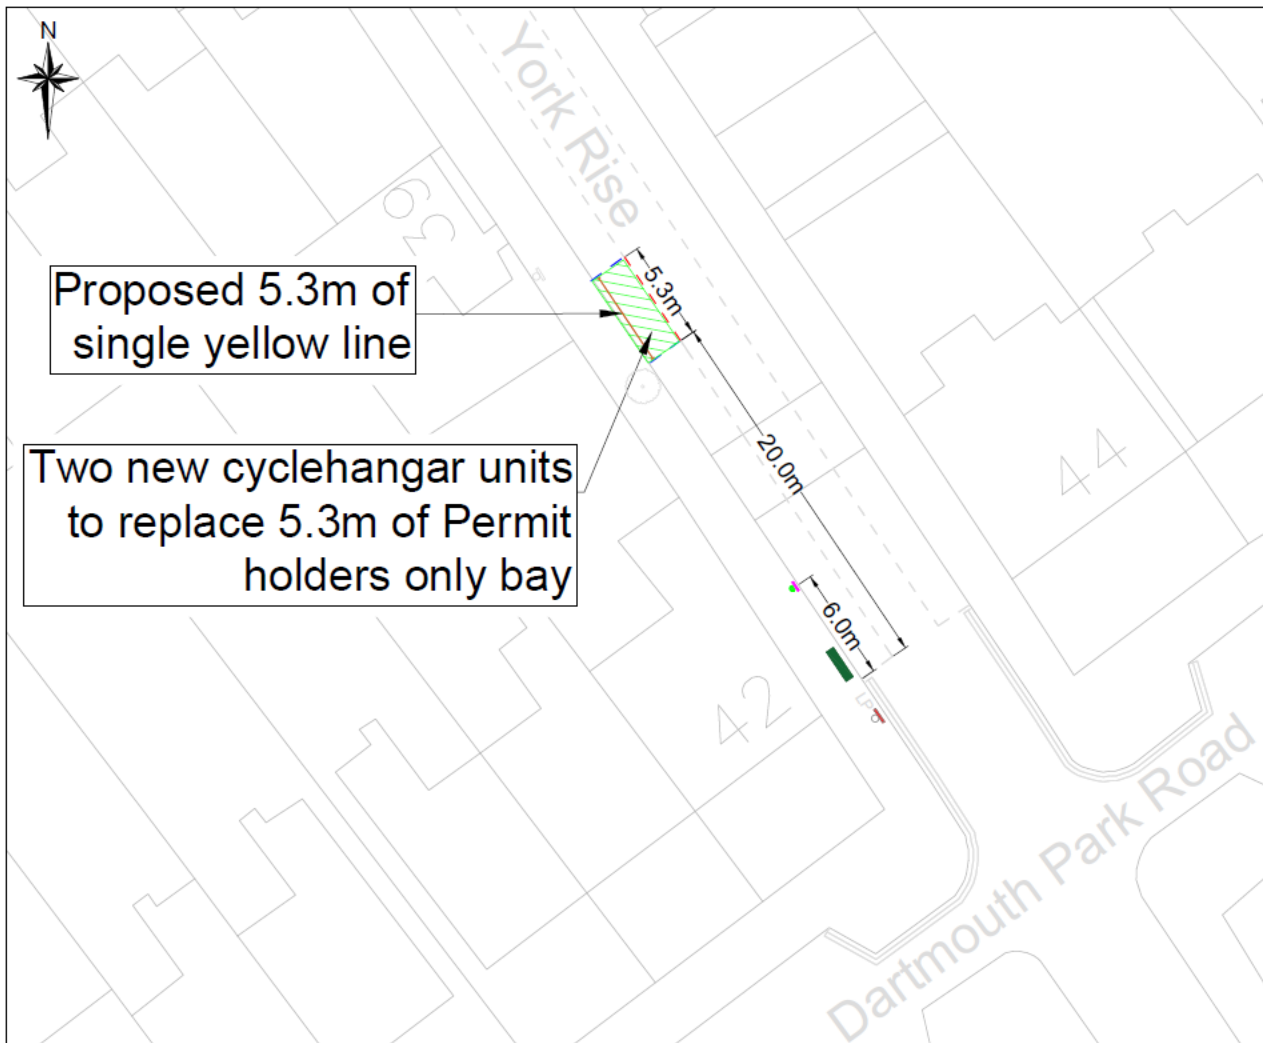 N
York Rise
63
5.3m
Proposed 5.3m of
single yellow line
Two new cyclehangar units
to replace 5.3m of Permit
holders only bay
20.0m
44
6.0m
42
LP
Dartmouth Park Road